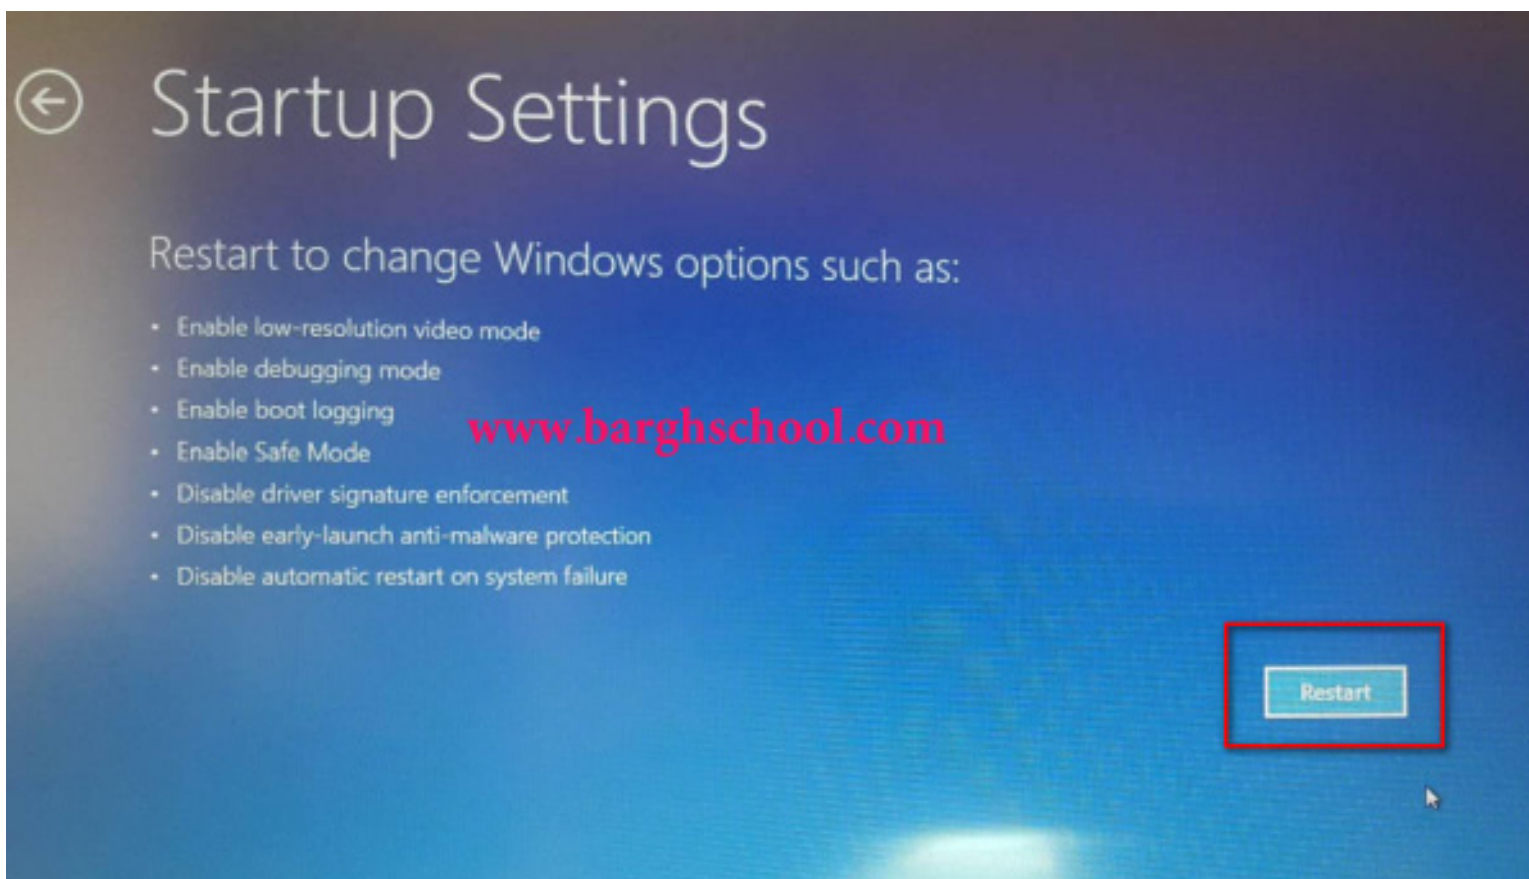 Startup Settings
Restart to change Windows options such as:
• Enable low-resolution video mode
• Enable debugging mode
• Enable boot logging
www.barghschool.com
• Enable Safe Mode
• Disable driver signature enforcement
• Disable early-launch anti-malware protection
• Disable automatic restart on system failure
Restart